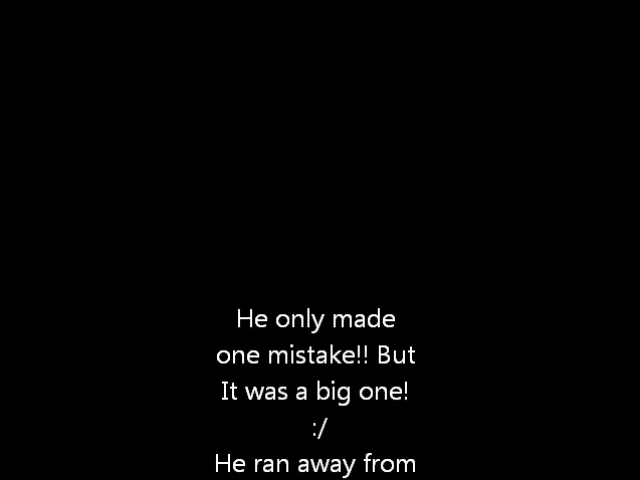 He only made
one mistake!! But
It was a big one!
:/
He ran away from